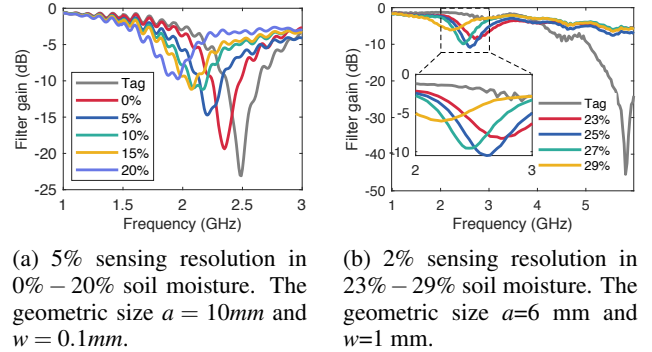 0
-5
-10
-15
-20
-25
Filter gain (dB)
Tag
0%
5%
10%
15%
20%
1
1.5
2
2.5
3
Frequency (GHz)
0
-10
-20
-30
-40
-50
Filter gain (dB)
0
-5
-10
2
3
Tag
23%
25%
27%
29%
1
2
3
4
5
Frequency (GHz)
(a) 5% sensing resolution in
0% − 20% soil moisture. The
geometric size a = 10mm and
w = 0.1mm.
(b) 2% sensing resolution in
23% − 29% soil moisture. The
geometric size a=6 mm and
w=1 mm.